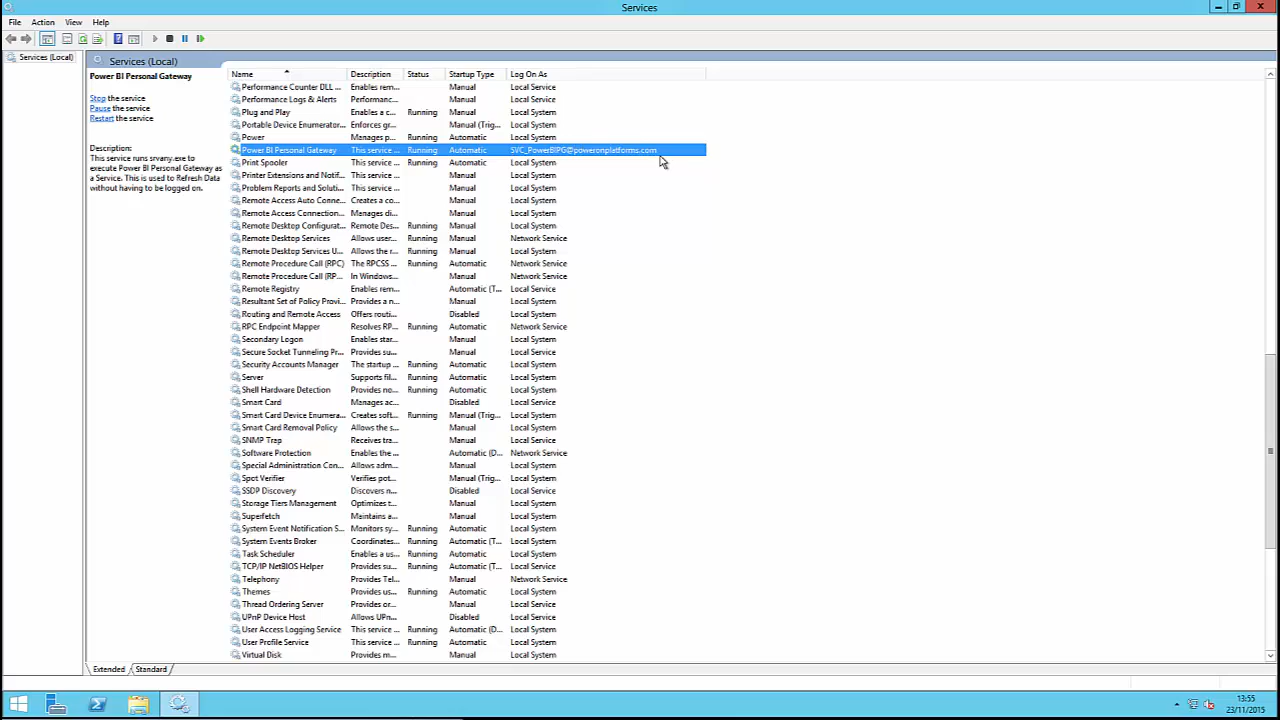 Services
File Action View Help
Services (Local)
Services (Local)
Power BI Personal Gateway
Stop the service
Pause the service
Restart the service
Description:
This service runs srvany.exe to
execute Power BI Personal Gateway as
a Service. This is used to Refresh Data
without having to be logged on.
Name Description Status Startup Type Log On As
Performance Counter DLL ... Enables rem... Manual Local Service
Performance Logs & Alerts Performanc... Manual Local Service
Plug and Play Enables a c... Running Manual Local System
Portable Device Enumerator... Enforces gr... Manual (Trig... Local System
Power Manages p... Running Automatic Local System
Power BI Personal Gateway This service ... Running Automatic SVC_PowerBIPG@poweronplatforms.com
Print Spooler This service ... Running Automatic Local System
Printer Extensions and Notif... This service ... Manual Local System
Problem Reports and Soluti... This service ... Manual Local System
Remote Access Auto Conne... Creates a co... Manual Local System
Remote Access Connection... Manages di... Manual Local System
Remote Desktop Configurat... Remote Des... Running Manual Local System
Remote Desktop Services Allows user... Running Manual Network Service
Remote Desktop Services U... Allows the r... Running Manual Local System
Remote Procedure Call (RPC) The RPCSS ... Running Automatic Network Service
Remote Procedure Call (RP... In Windows... Manual Network Service
Remote Registry Enables rem... Automatic (T... Local Service
Resultant Set of Policy Provi... Provides a n... Manual Local System
Routing and Remote Access Offers routi... Disabled Local System
RPC Endpoint Mapper Resolves RP... Running Automatic Network Service
Secondary Logon Enables star... Manual Local System
Secure Socket Tunneling Pr... Provides su... Manual Local Service
Security Accounts Manager The startup ... Running Automatic Local System
Server Supports fil... Running Automatic Local System
Shell Hardware Detection Provides no... Running Automatic Local System
Smart Card Manages ac... Disabled Local Service
Smart Card Device Enumera... Creates soft... Running Manual (Trig... Local System
Smart Card Removal Policy Allows the s... Manual Local System
SNMP Trap Receives tra... Manual Local Service
Software Protection Enables the ... Automatic (D... Network Service
Special Administration Con... Allows adm... Manual Local System
Spot Verifier Verifies pot... Manual (Trig... Local System
SSDP Discovery Discovers n... Disabled Local Service
Storage Tiers Management Optimizes t... Manual Local System
Superfetch Maintains a... Manual Local System
System Event Notification S... Monitors sy... Running Automatic Local System
System Events Broker Coordinates... Running Automatic (T... Local System
Task Scheduler Enables a us... Running Automatic Local System
TCP/IP NetBIOS Helper Provides su... Running Automatic (T... Local Service
Telephony Provides Tel... Manual Network Service
Themes Provides us... Running Automatic Local System
Thread Ordering Server Provides or... Manual Local Service
UPnP Device Host Allows UPn... Disabled Local Service
User Access Logging Service This service ... Running Automatic (D... Local System
User Profile Service This service ... Running Automatic Local System
Virtual Disk Provides m... Manual Local System
Extended Standard
13:55
23/11/2015